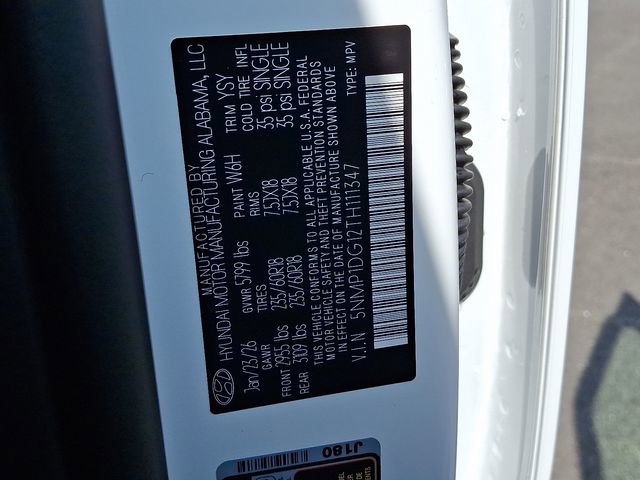 MANUFACTURED BY
HYUNDAI MOTOR MANUFACTURING ALABAMA, LLC
Jan/23/26 GVWR 5799 lbs PAINT W6H TRIM YSY
GAWR TIRES RIMS COLD TIRE INFL
FRONT 2955 lbs 235/60R18 7.5JX18 35 psi SINGLE
REAR 3109 lbs 235/60R18 7.5JX18 35 psi SINGLE
THIS VEHICLE CONFORMS TO ALL APPLICABLE U.S.A. FEDERAL
MOTOR VEHICLE SAFETY AND THEFT PREVENTION STANDARDS
IN EFFECT ON THE DATE OF MANUFACTURE SHOWN ABOVE
V.I.N 5NMP1DG12TH111347 TYPE: MPV
J180